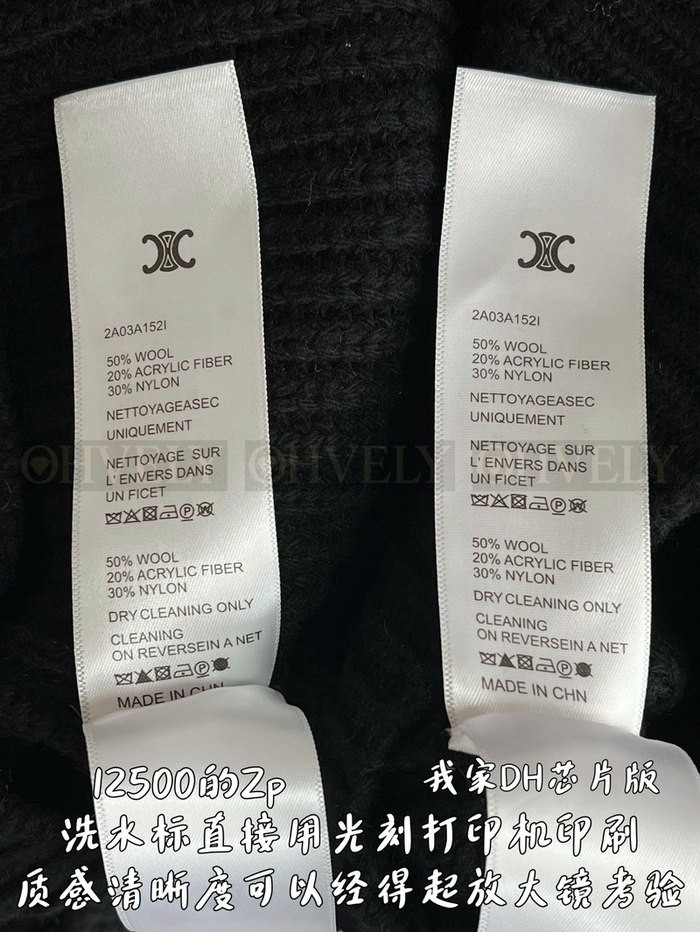 2A03A152I
50% WOOL
20% ACRYLIC FIBER
30% NYLON
NETTOYAGEASEC
UNIQUEMENT
NETTOYAGE SUR
L' ENVERS DANS
UN FICET
50% WOOL
20% ACRYLIC FIBER
30% NYLON
DRY CLEANING ONLY
CLEANING
ON REVERSEIN A NET
MADE IN CHN
2A03A152I
50% WOOL
20% ACRYLIC FIBER
30% NYLON
NETTOYAGEASEC
UNIQUEMENT
NETTOYAGE SUR
L' ENVERS DANS
UN FICET
50% WOOL
20% ACRYLIC FIBER
30% NYLON
DRY CLEANING ONLY
CLEANING
ON REVERSEIN A NET
MADE IN CHN
OHVELY OHVELY OHVELY
12500的Zp
我家DH芯片版
洗水标直接用光刻打印机印刷
质感清晰度可以经得起放大镜考验